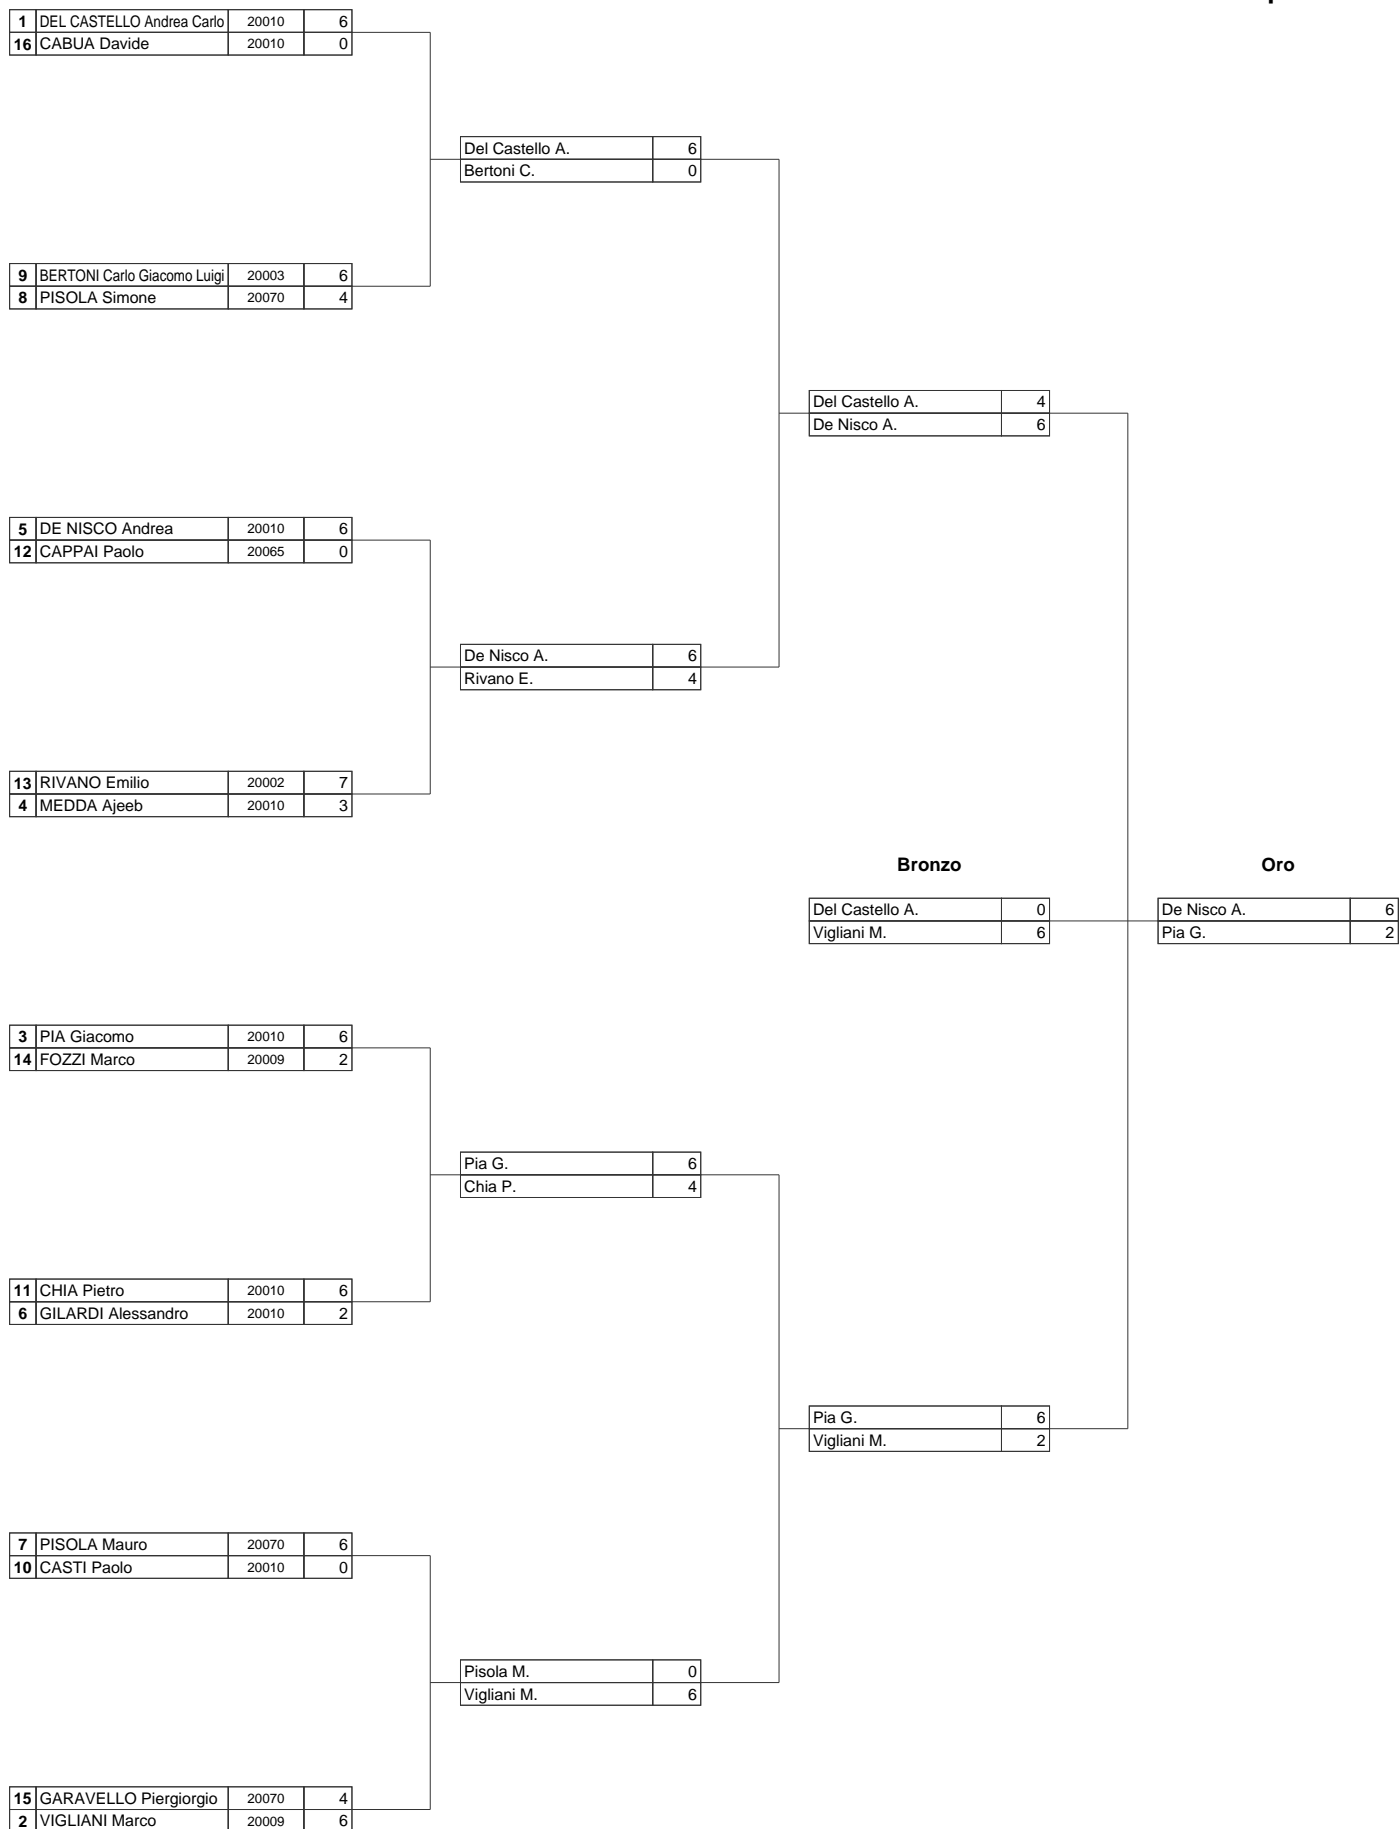 1 DEL CASTELLO Andrea Carlo 20010 6
16 CABUA Davide 20010 0
Del Castello A. 6
Bertoni C. 0
9 BERTONI Carlo Giacomo Luigi 20003 6
8 PISOLA Simone 20070 4
Del Castello A. 4
De Nisco A. 6
5 DE NISCO Andrea 20010 6
12 CAPPAI Paolo 20065 0
De Nisco A. 6
Rivano E. 4
13 RIVANO Emilio 20002 7
4 MEDDA Ajeeb 20010 3
Bronzo Oro
Del Castello A. 0 De Nisco A. 6
Vigliani M. 6 Pia G. 2
3 PIA Giacomo 20010 6
14 FOZZI Marco 20009 2
Pia G. 6
Chia P. 4
11 CHIA Pietro 20010 6
6 GILARDI Alessandro 20010 2
Pia G. 6
Vigliani M. 2
7 PISOLA Mauro 20070 6
10 CASTI Paolo 20010 0
Pisola M. 0
Vigliani M. 6
15 GARAVELLO Piergiorgio 20070 4
2 VIGLIANI Marco 20009 6